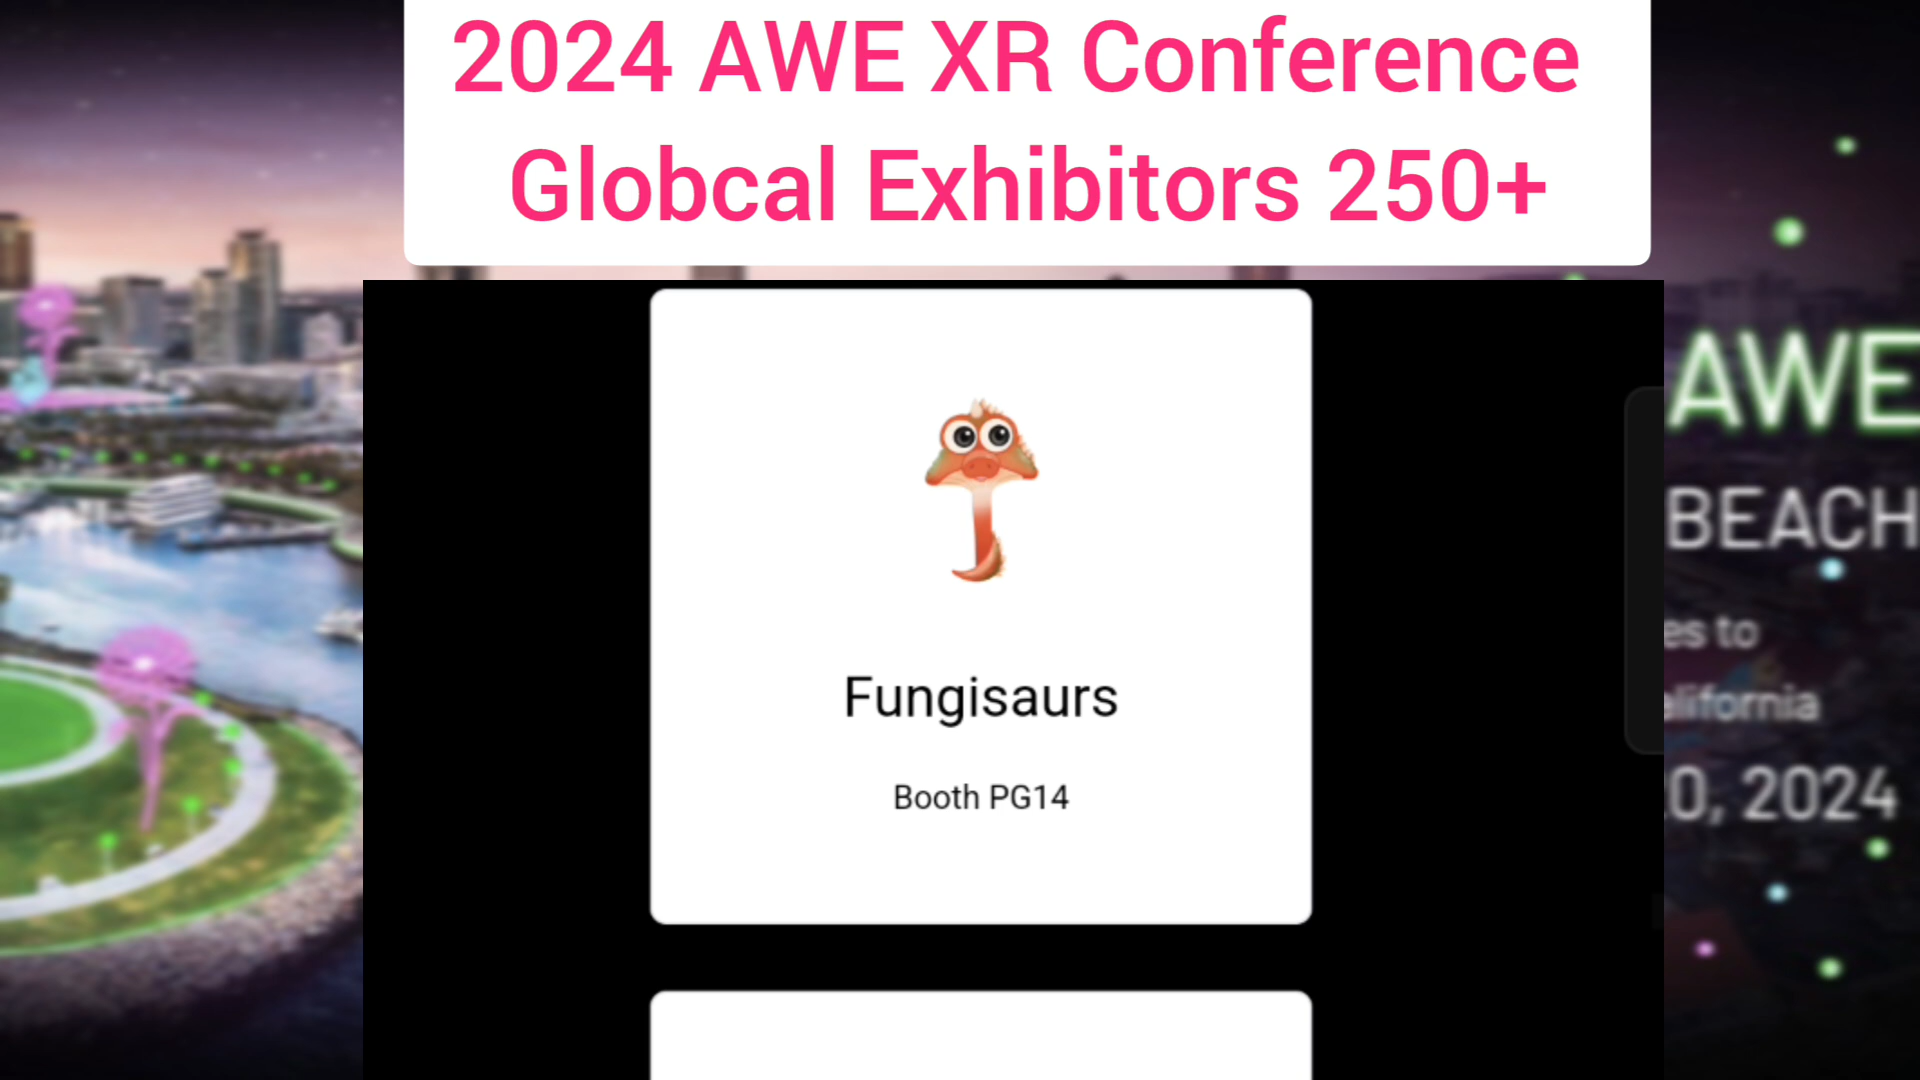 2024 AWE XR Conference
Globcal Exhibitors 250+
AWE
BEACH
Fungisaurs
Booth PG14
es to
alifornia
0, 2024